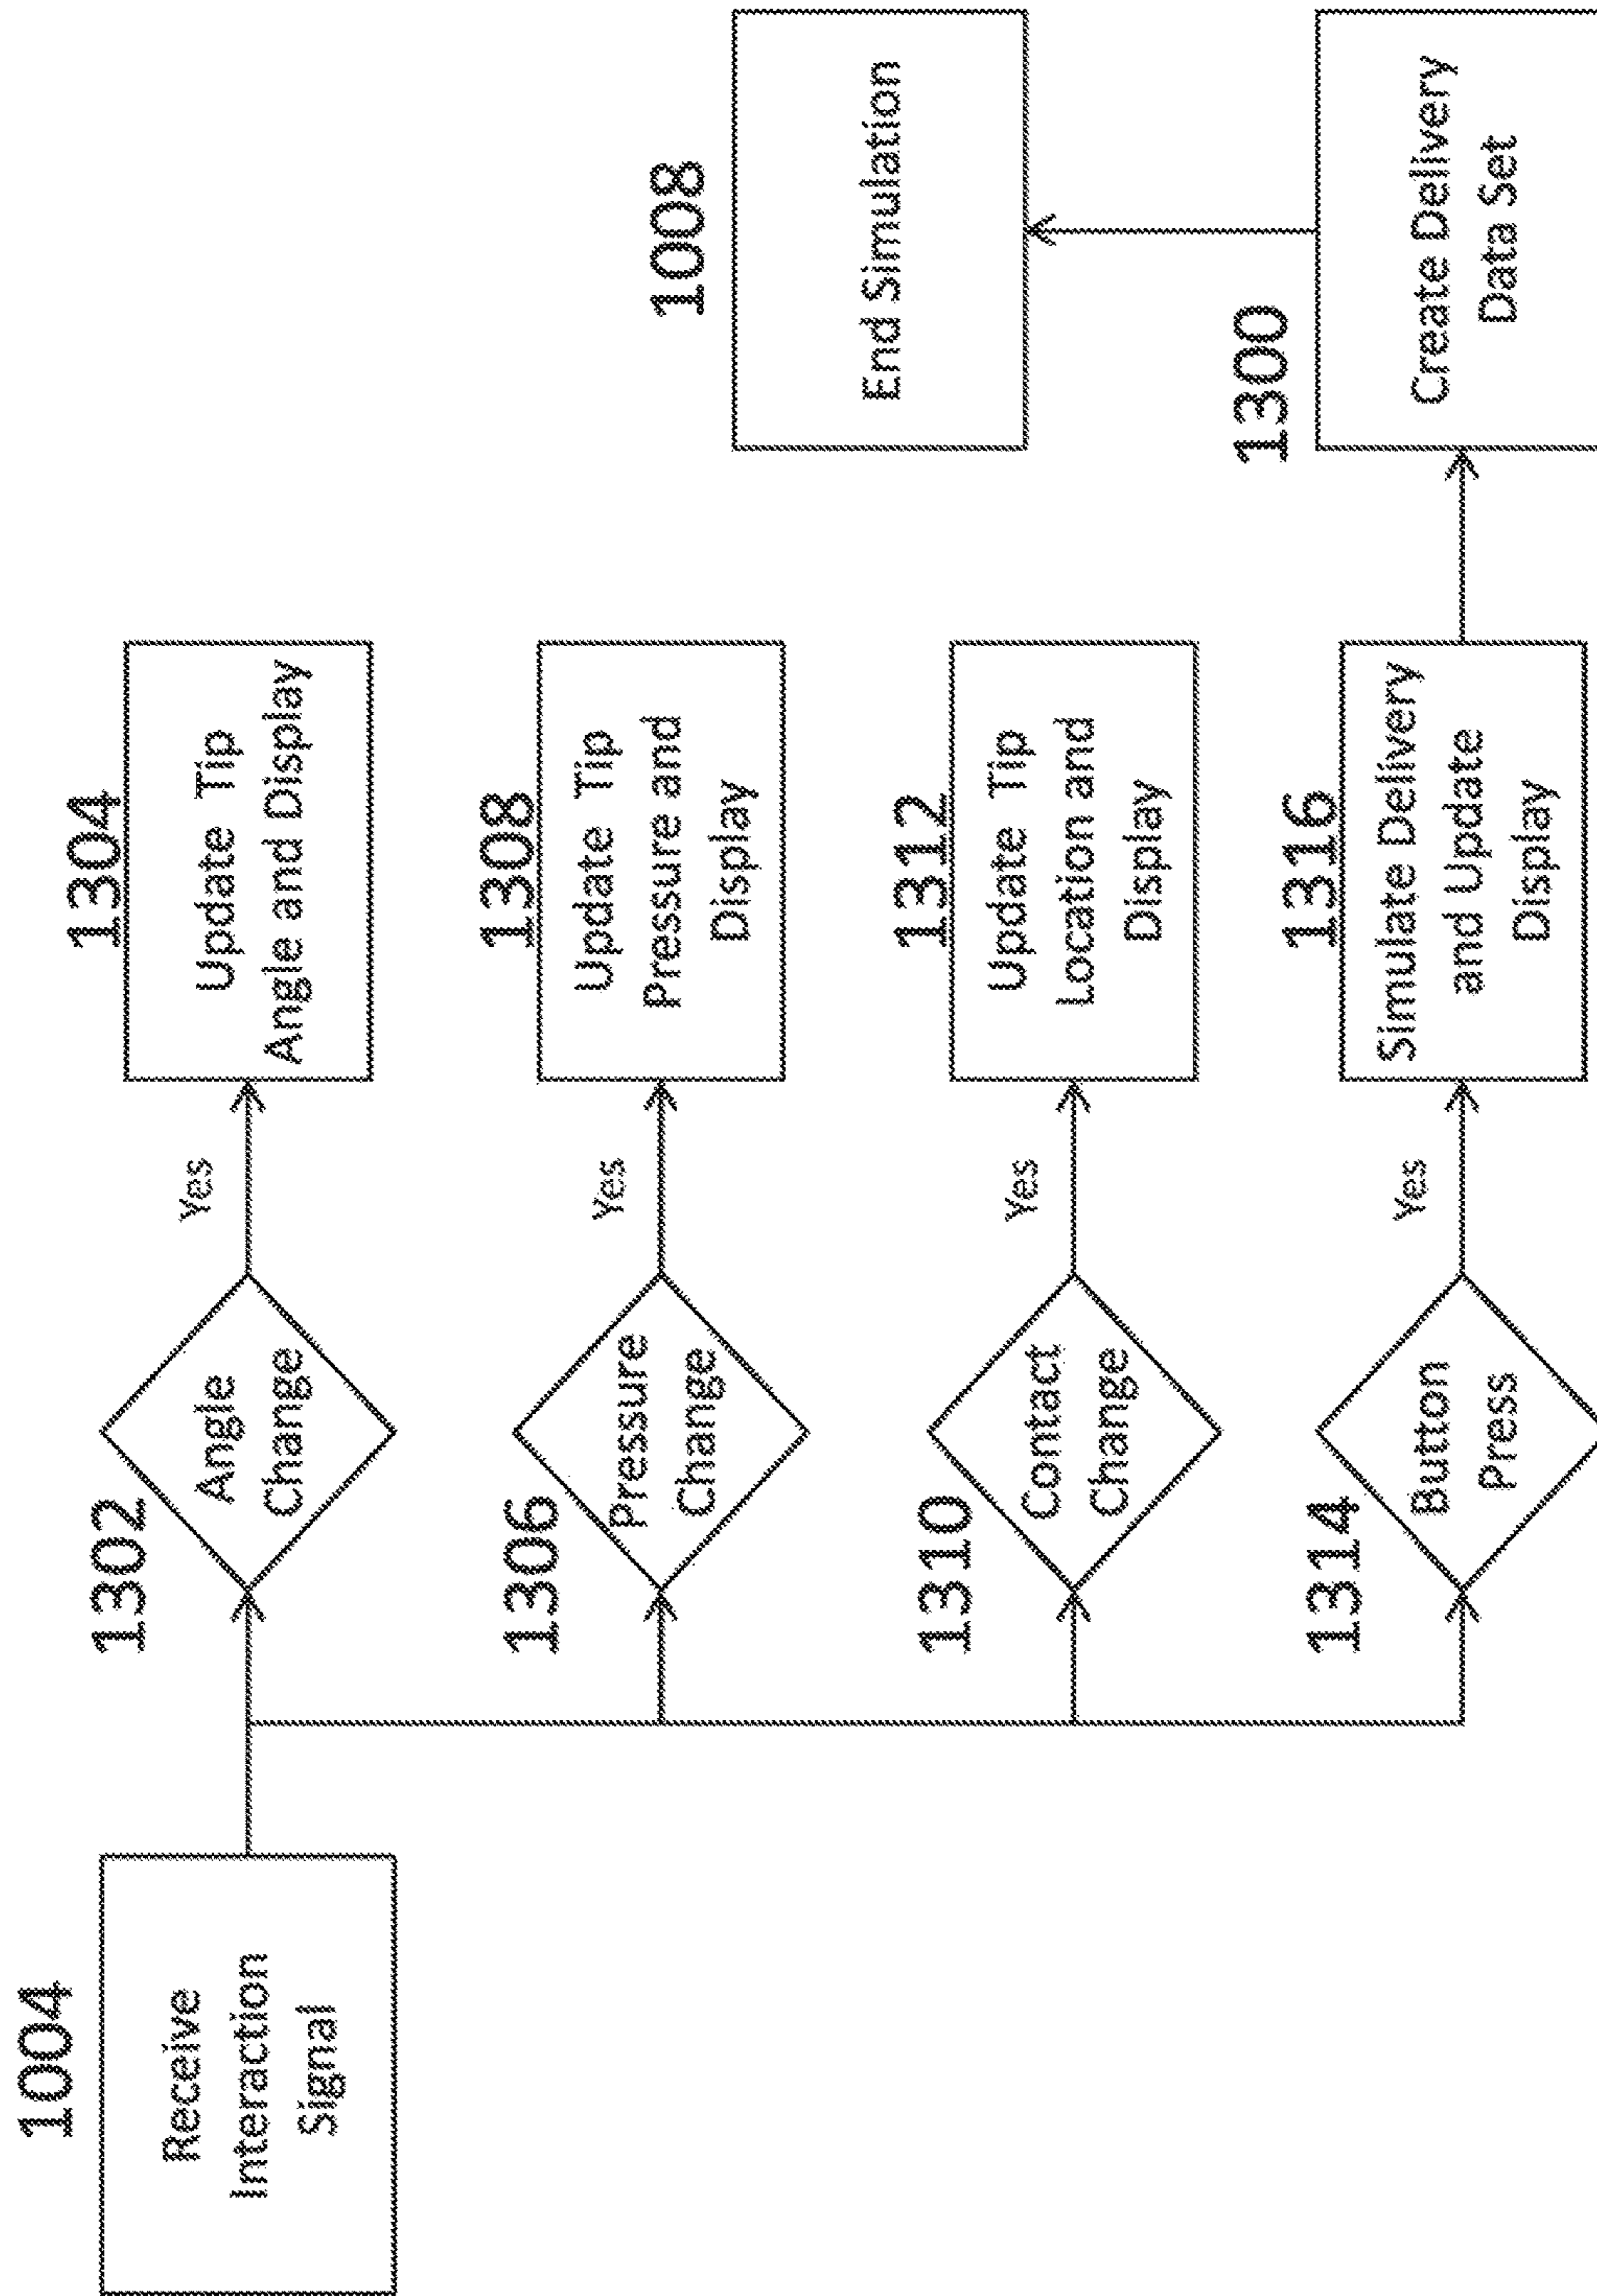 1004
Receive
Interaction
Signal
1302
Angle
Change
Yes
1304
Update Tip
Angle and Display
1306
Pressure
Change
Yes
1308
Update Tip
Pressure and
Display
1310
Contact
Change
Yes
1312
Update Tip
Location and
Display
1314
Button
Press
Yes
1316
Simulate Delivery
and Update
Display
1300
Create Delivery
Data Set
1008
End Simulation